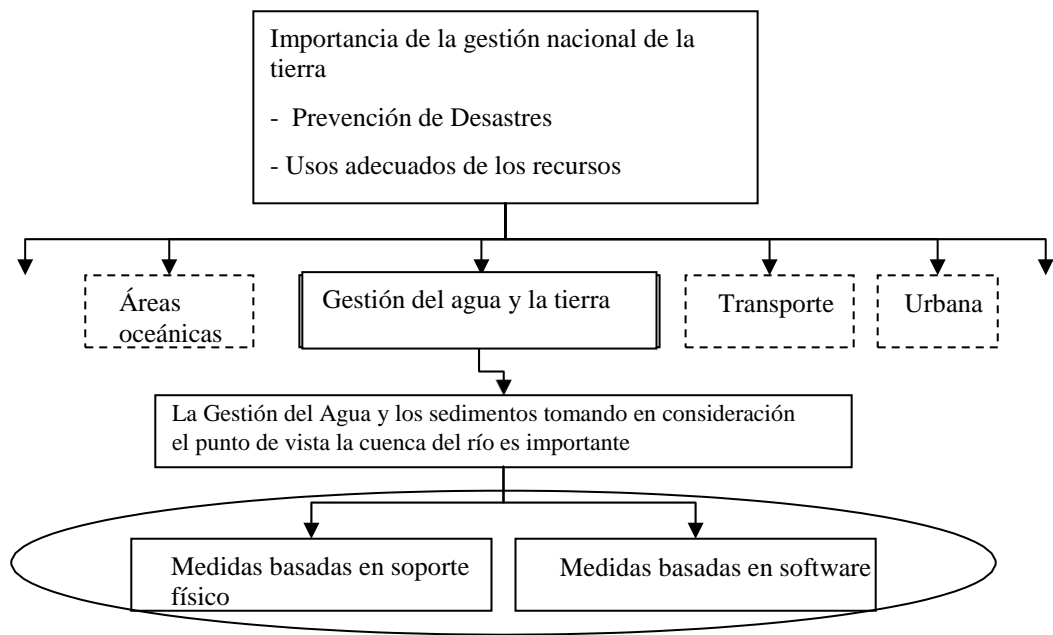 Importancia de la gestión nacional de la
tierra
- Prevención de Desastres
- Usos adecuados de los recursos
Áreas
oceánicas
Gestión del agua y la tierra
Transporte
Urbana
La Gestión del Agua y los sedimentos tomando en consideración
el punto de vista la cuenca del río es importante
Medidas basadas en soporte
físico
Medidas basadas en software